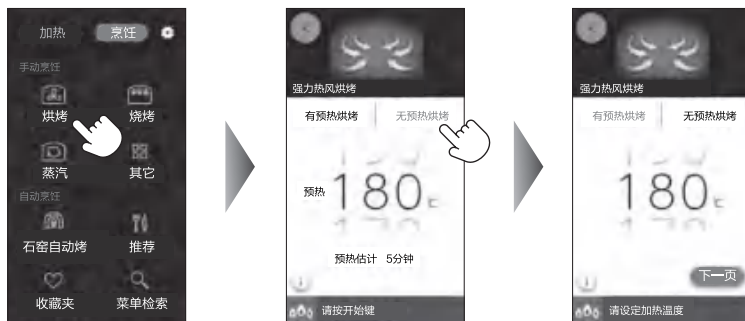 加热 烹饪
手动烹饪
烘烤 烧烤
蒸汽 其它
自动烹饪
石窑自动烤 推荐
收藏夹 菜单检索
强力热风烘烤
有预热烘烤 无预热烘烤
预热 180℃
预热估计 5分钟
请按开始键
强力热风烘烤
有预热烘烤 无预热烘烤
180℃
下一页
请设定加热温度